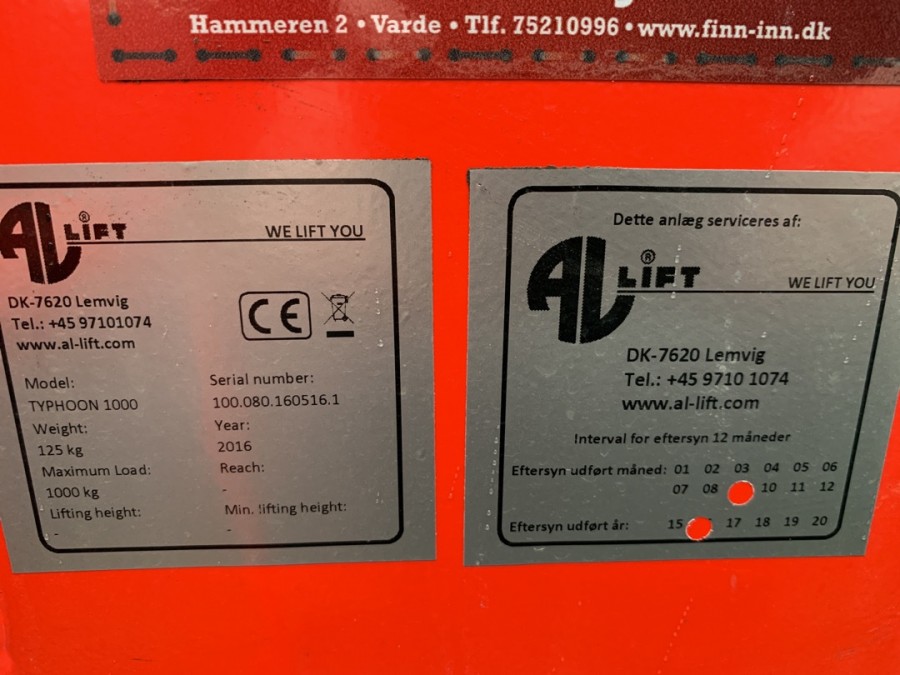 Hammeren 2 • Varde • Tlf. 75210996 • www.finn-inn.dk
AL LIFT ®
WE LIFT YOU
DK-7620 Lemvig
Tel.: +45 97101074
www.al-lift.com
CE
Model:
TYPHOON 1000
Weight:
125 kg
Maximum Load:
1000 kg
Lifting height:
-
Serial number:
100.080.160516.1
Year:
2016
Reach:
-
Min. lifting height:
-
Dette anlæg serviceres af:
AL LIFT ®
WE LIFT YOU
DK-7620 Lemvig
Tel.: +45 9710 1074
www.al-lift.com
Interval for eftersyn 12 måneder
Eftersyn udført måned: 01 02 03 04 05 06
07 08 10 11 12
Eftersyn udført år: 15 17 18 19 20